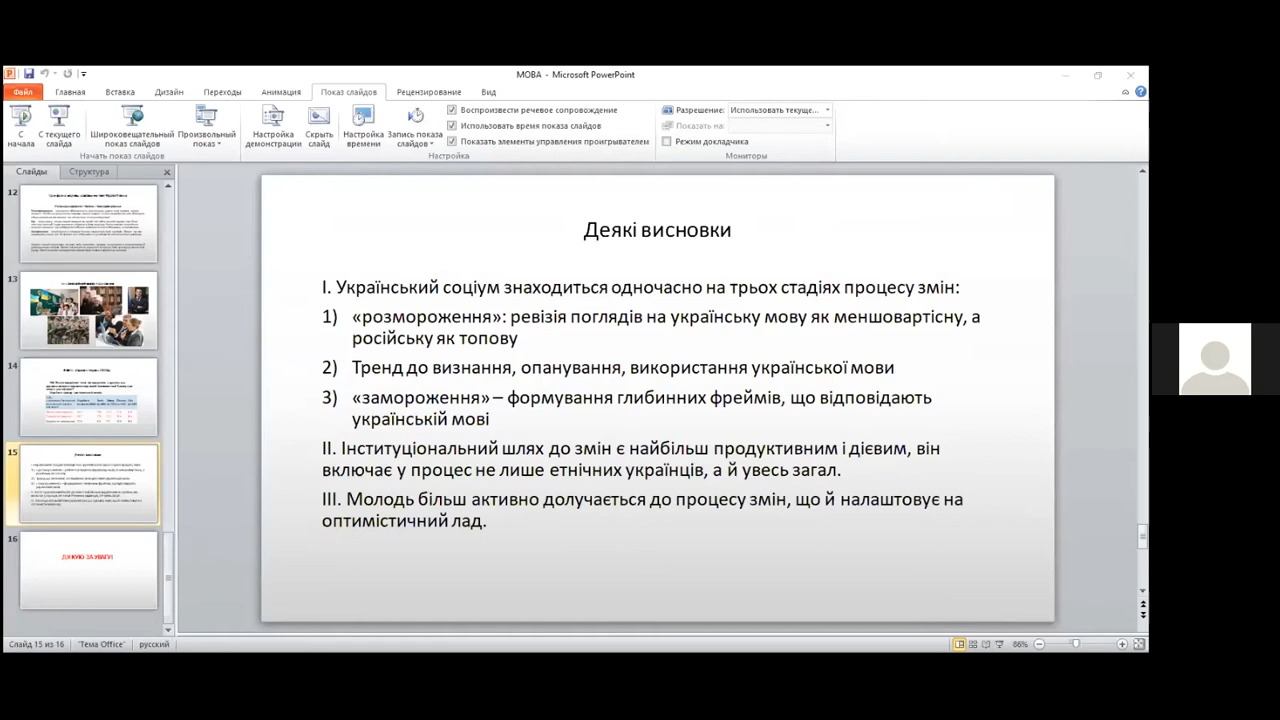 МОВА - Microsoft PowerPoint
Файл Главная Вставка Дизайн Переходы Анимация Показ слайдов Рецензирование Вид
С начала
С текущего слайда
Широковещательный показ слайдов
Произвольный показ
Начать показ слайдов
Настройка демонстрации
Скрыть слайд
Настройка времени
Запись показа слайдов
Воспроизвести речевое сопровождение
Использовать время показа слайдов
Показать элементы управления проигрывателем
Настройка
Разрешение: Использовать текуще...
Показать на:
Режим докладчика
Мониторы
Слайды Структура
12
13
14
15
16
ДЯКУЮ ЗА УВАГУ!
Деякі висновки
І. Український соціум знаходиться одночасно на трьох стадіях процесу змін:
1) «розмороження»: ревізія поглядів на українську мову як меншовартісну, а
російську як топову
2) Тренд до визнання, опанування, використання української мови
3) «замороження» – формування глибинних фреймів, що відповідають
українській мові
ІІ. Інституціональний шлях до змін є найбільш продуктивним і дієвим, він
включає у процес не лише етнічних українців, а й увесь загал.
ІІІ. Молодь більш активно долучається до процесу змін, що й налаштовує на
оптимістичний лад.
Слайд 15 из 16 "Тема Office" русский 86%